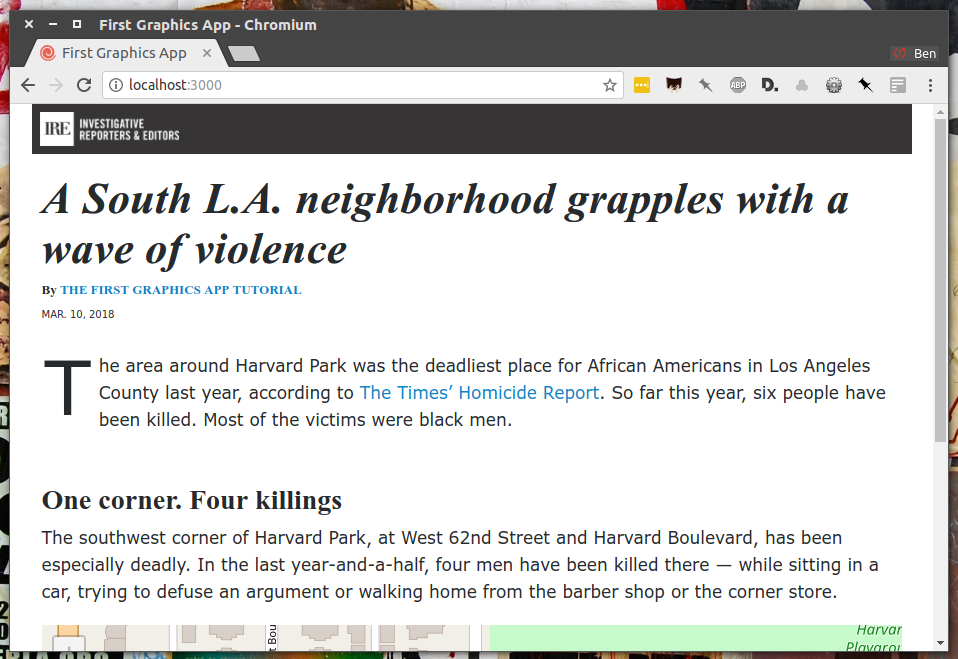 First Graphics App - Chromium
First Graphics App
Ben
localhost:3000
ABP
D.
IRE
INVESTIGATIVE
REPORTERS & EDITORS
A South L.A. neighborhood grapples with a
wave of violence
By THE FIRST GRAPHICS APP TUTORIAL
MAR. 10, 2018
The area around Harvard Park was the deadliest place for African Americans in Los Angeles
County last year, according to The Times’ Homicide Report. So far this year, six people have
been killed. Most of the victims were black men.
One corner. Four killings
The southwest corner of Harvard Park, at West 62nd Street and Harvard Boulevard, has been
especially deadly. In the last year-and-a-half, four men have been killed there — while sitting in a
car, trying to defuse an argument or walking home from the barber shop or the corner store.
t Bou
Harvar